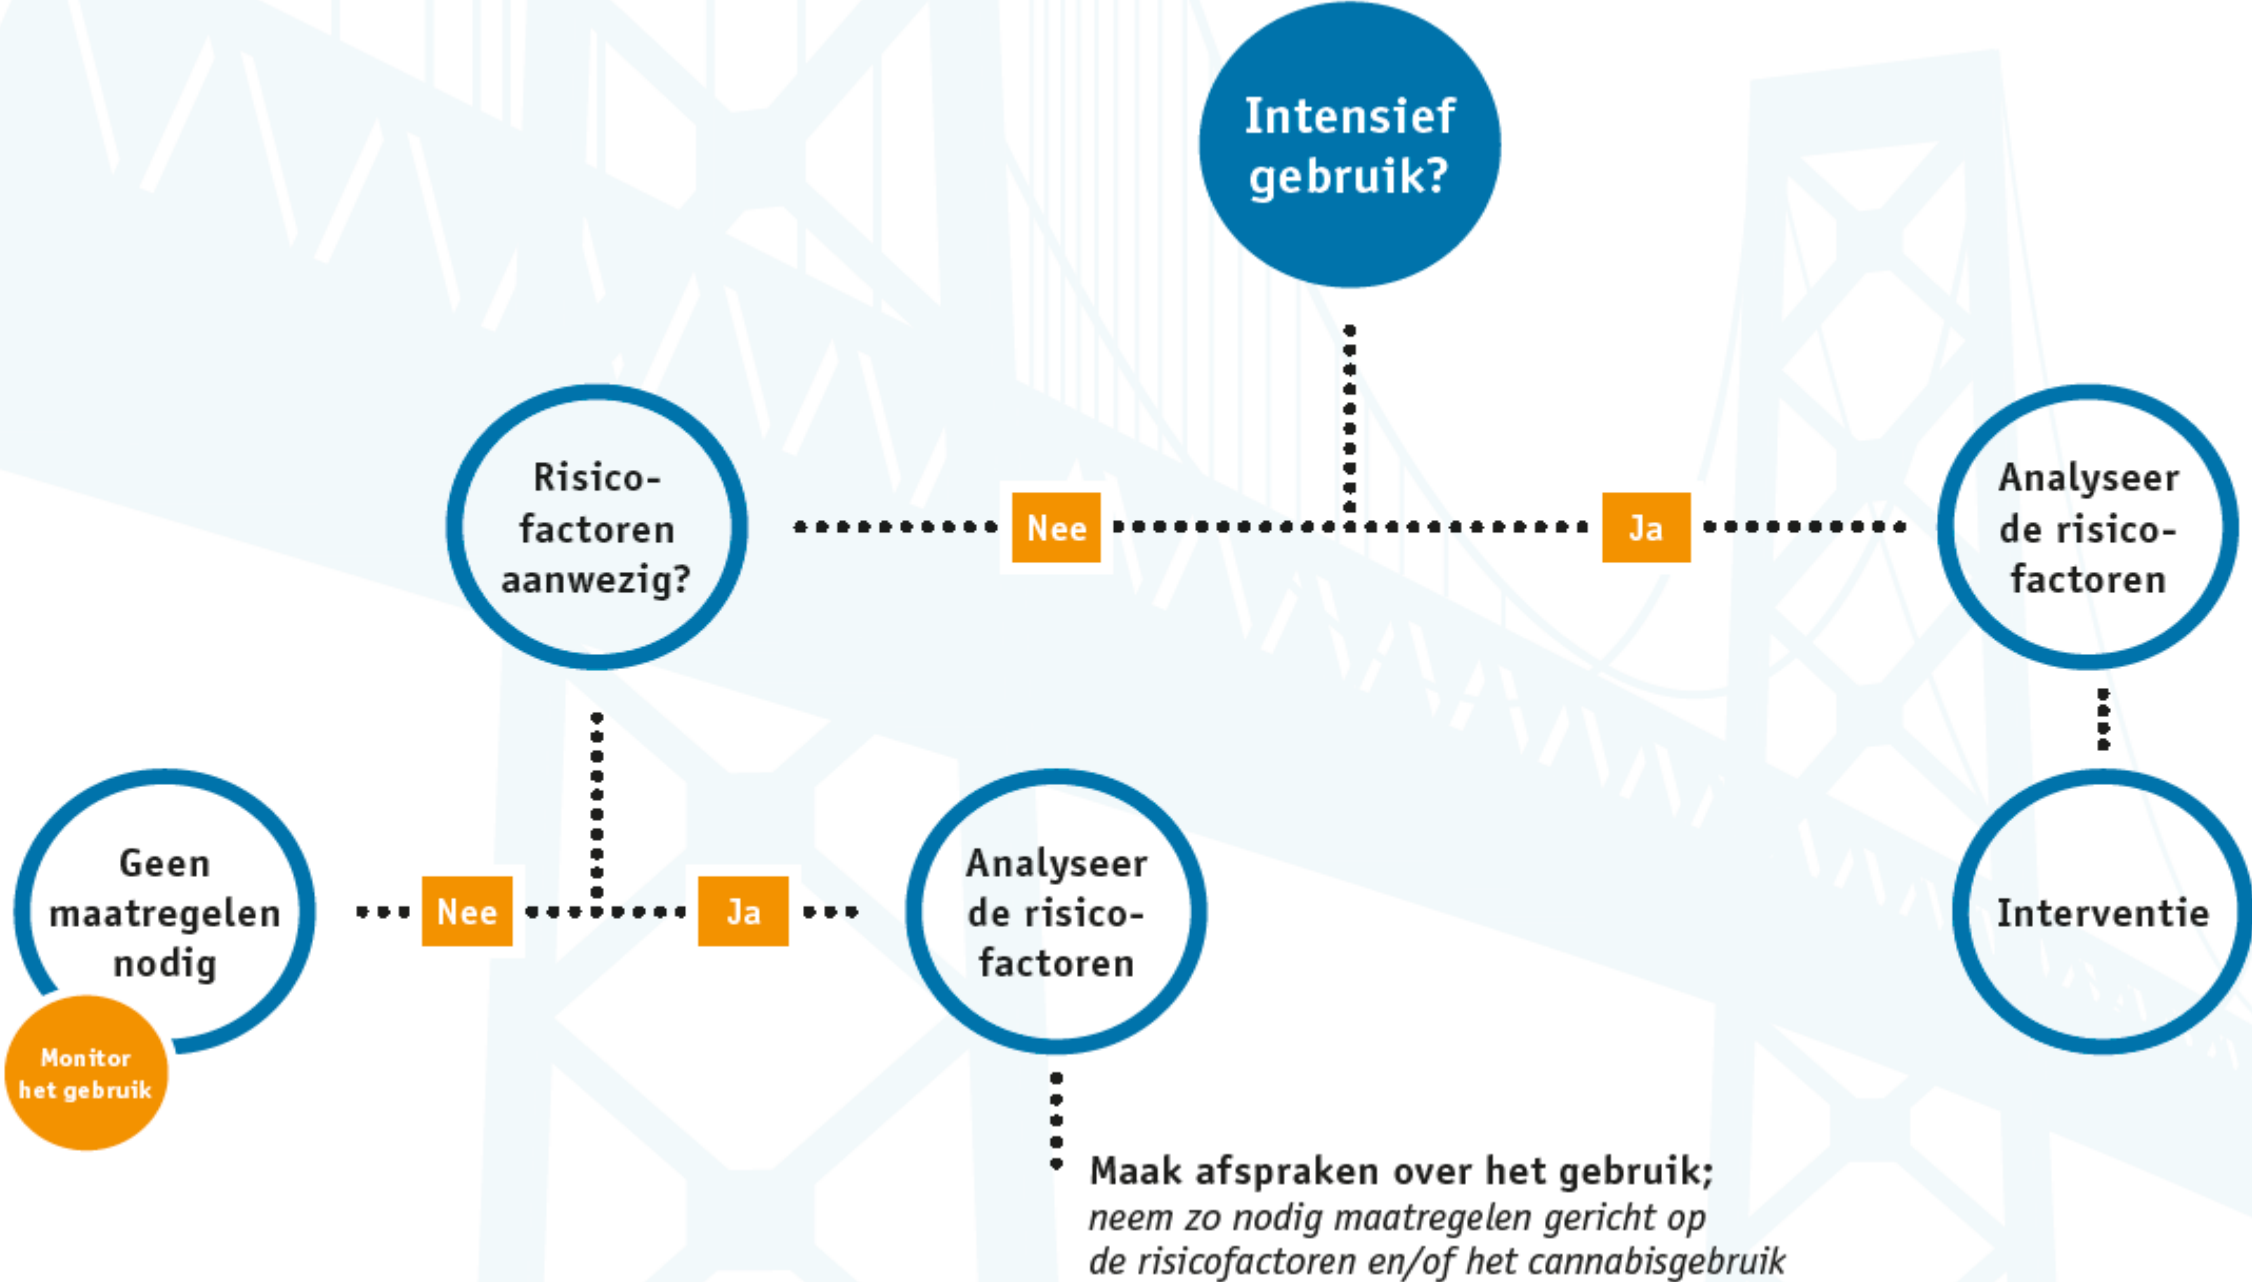 Intensief
gebruik?
Risico-
factoren
aanwezig?
Nee
Ja
Analyseer
de risico-
factoren
Geen
maatregelen
nodig
Monitor
het gebruik
Nee
Ja
Analyseer
de risico-
factoren
Interventie
Maak afspraken over het gebruik;
neem zo nodig maatregelen gericht op
de risicofactoren en/of het cannabisgebruik